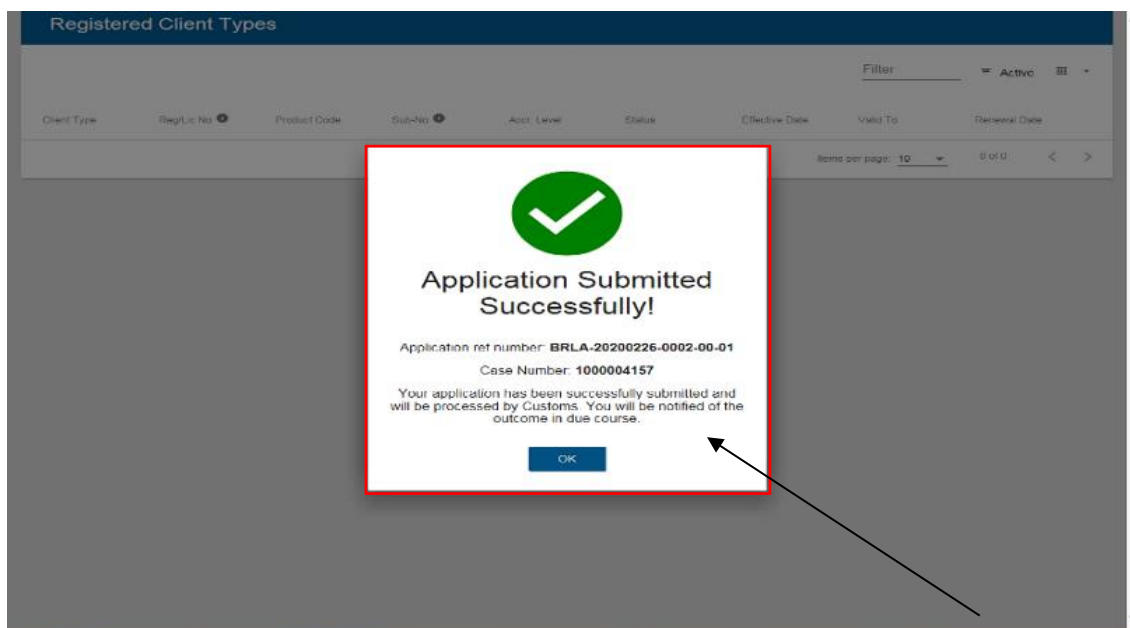 Registered Client Types
Filter
Active
Client Type Reg/Lic No Product Code Sub-No Acct. Level Status Effective Date Valid To Renewal Date
Items per page: 10 0 of 0
Application Submitted
Successfully!
Application ref number: BRLA-20200226-0002-00-01
Case Number: 1000004157
Your application has been successfully submitted and
will be processed by Customs. You will be notified of the
outcome in due course.
OK